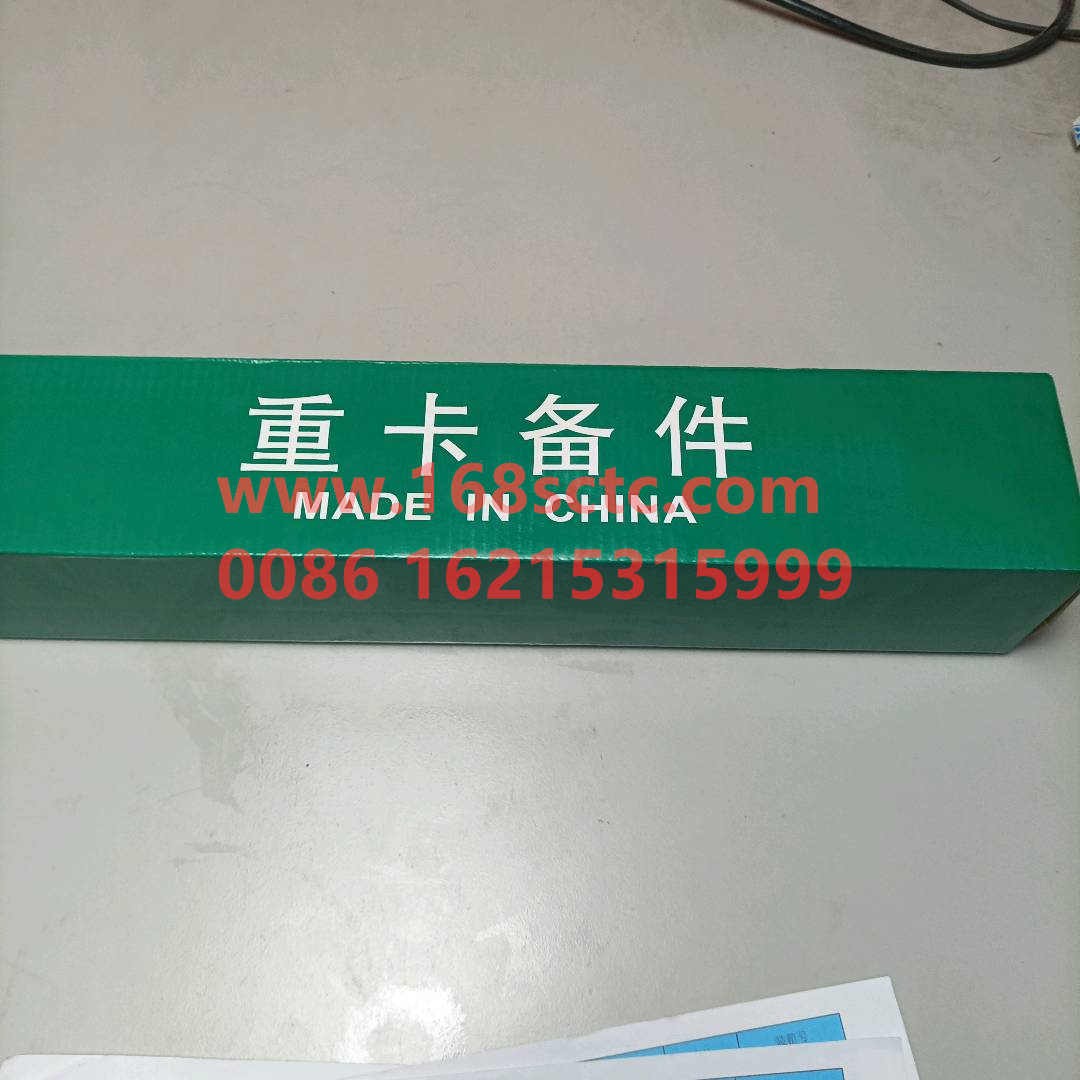 重卡备件
www.168sctc.com
MADE IN CHINA
0086 16215315999